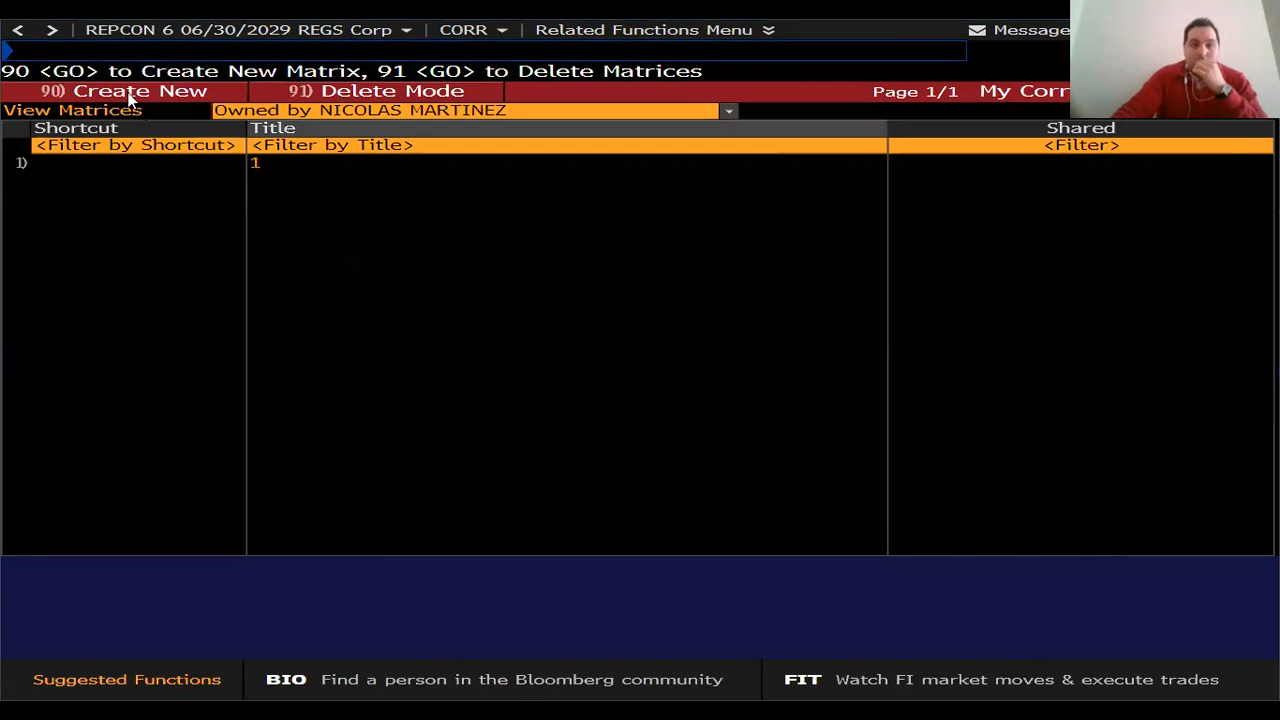 REPCON 6 06/30/2029 REGS Corp CORR Related Functions Menu Message
90 <GO> to Create New Matrix, 91 <GO> to Delete Matrices
90) Create New 91) Delete Mode Page 1/1 My Corr
View Matrices Owned by NICOLAS MARTINEZ
Shortcut Title Shared
<Filter by Shortcut> <Filter by Title> <Filter>
1) 1
Suggested Functions BIO Find a person in the Bloomberg community FIT Watch FI market moves & execute trades